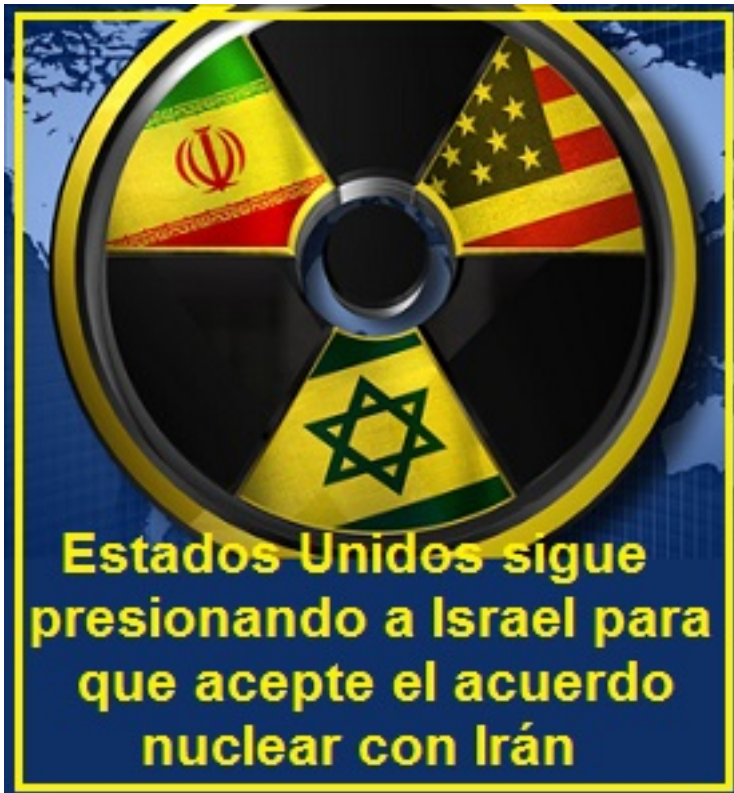 Estados Unidos sigue
presionando a Israel para
que acepte el acuerdo
nuclear con Irán